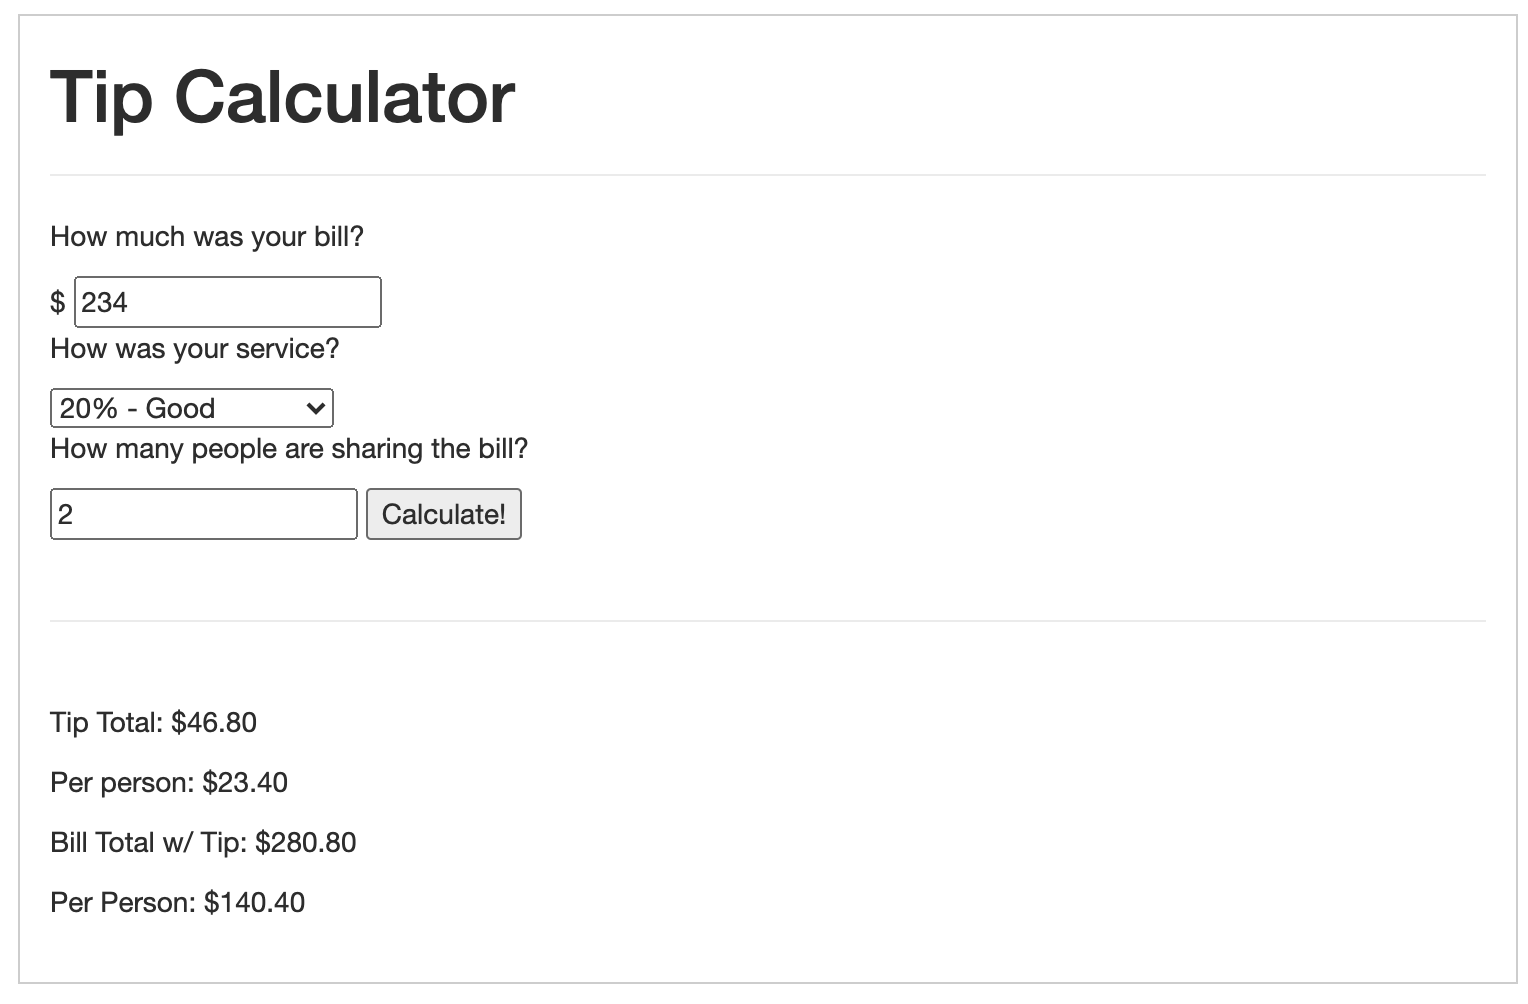 Tip Calculator
How much was your bill?
$ 234
How was your service?
20% - Good
How many people are sharing the bill?
2 Calculate!
Tip Total: $46.80
Per person: $23.40
Bill Total w/ Tip: $280.80
Per Person: $140.40